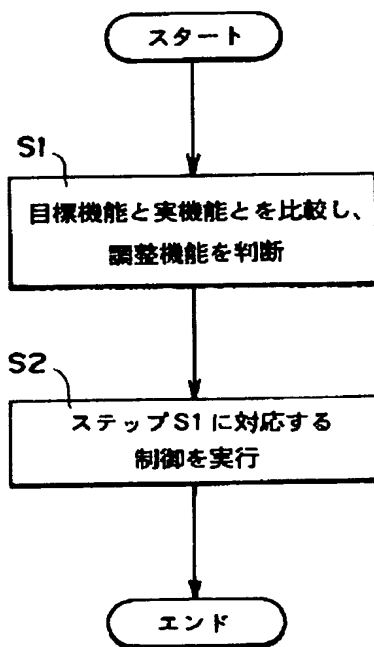 スタート
S1
目標機能と実機能とを比較し、
調整機能を判断
S2
ステップS1に対応する
制御を実行
エンド